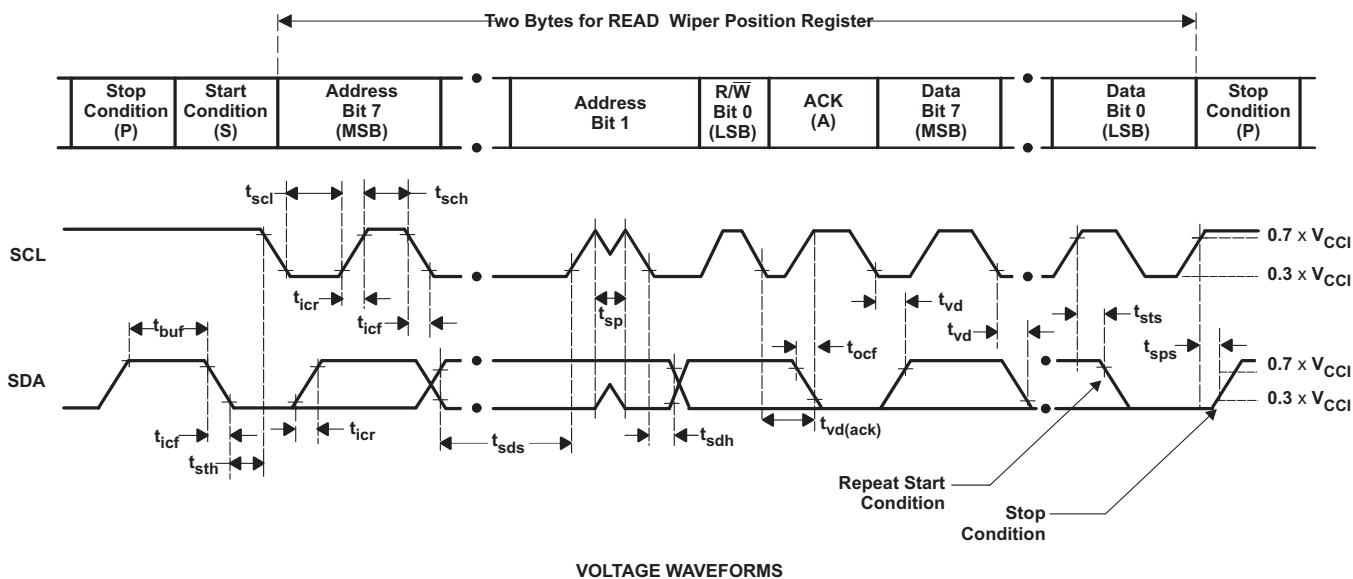 Two Bytes for READ Wiper Position Register
Stop
Condition
(P)
Start
Condition
(S)
Address
Bit 7
(MSB)
Address
Bit 1
R/W̅
Bit 0
(LSB)
ACK
(A)
Data
Bit 7
(MSB)
Data
Bit 0
(LSB)
Stop
Condition
(P)
tscl
tsch
SCL
0.7 x VCCI
0.3 x VCCI
ticr
ticf
tsp
tvd
tvd
tsts
tbuf
tocf
tsps
SDA
0.7 x VCCI
0.3 x VCCI
ticf
ticr
tsth
tsds
tsdh
tvd(ack)
Repeat Start
Condition
Stop
Condition
VOLTAGE WAVEFORMS